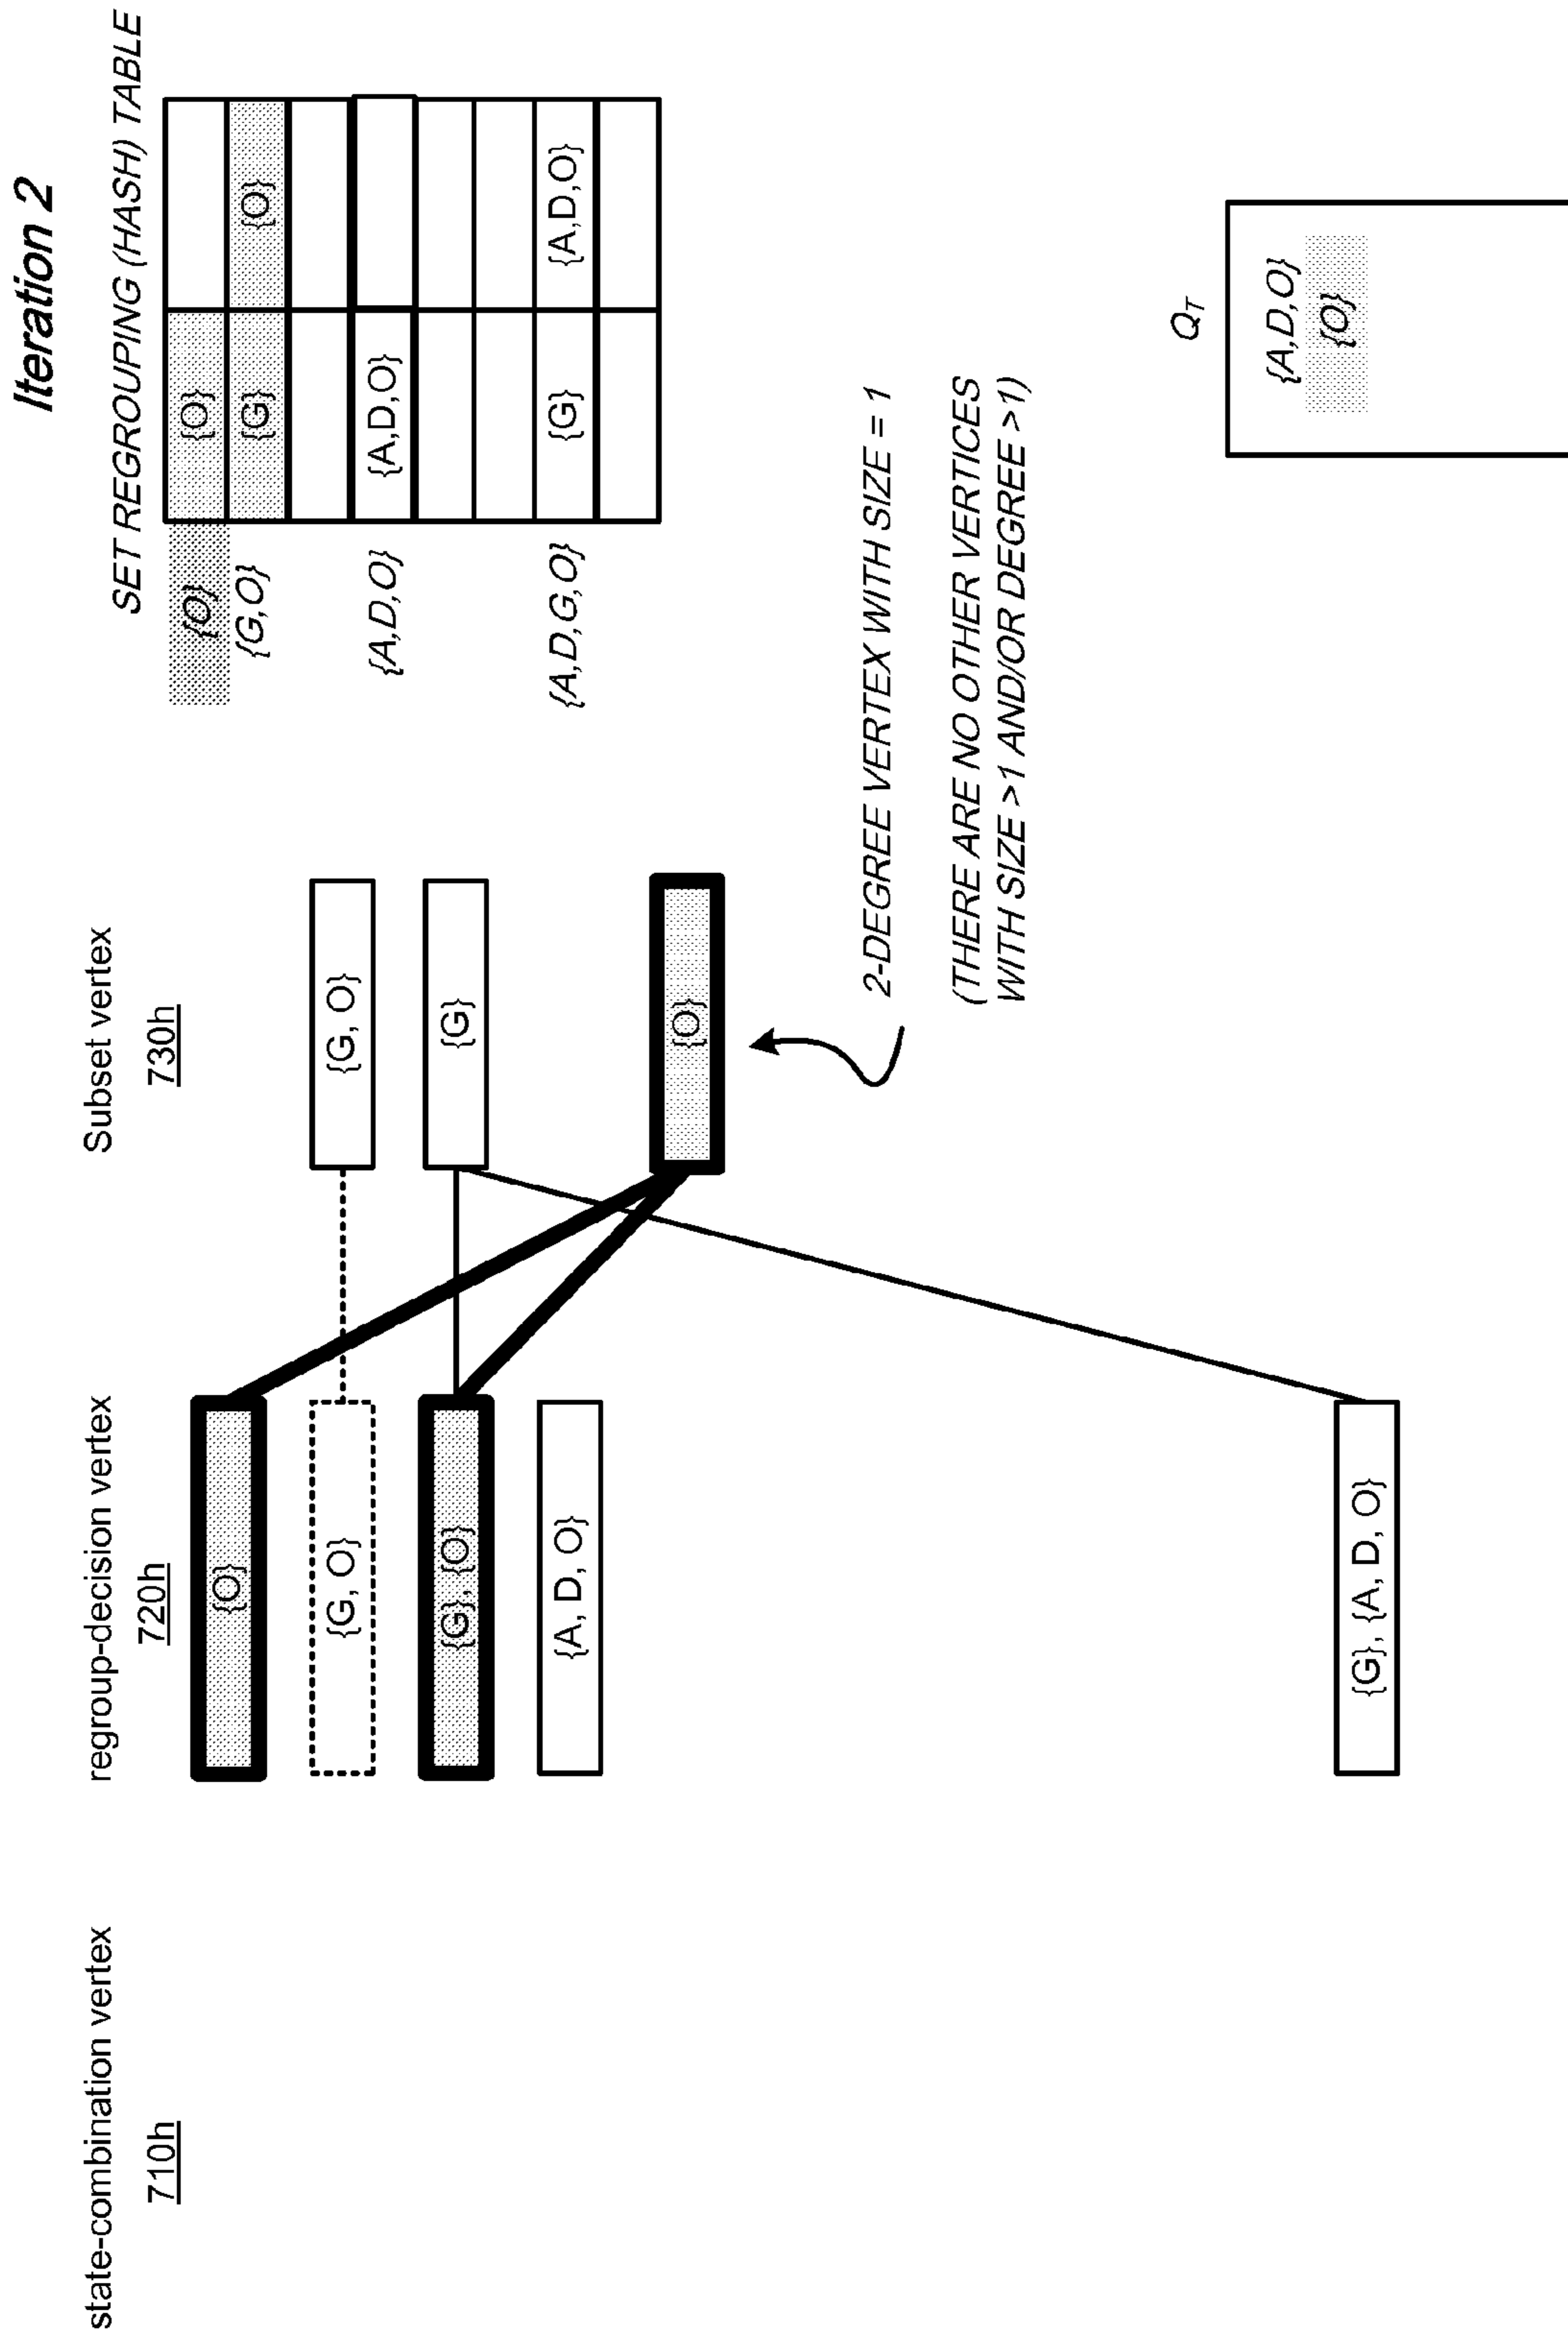 Iteration 2
state-combination vertex
710h
regroup-decision vertex
720h
{O}
{G, O}
{G}, {O}
{A, D, O}
{G}, {A, D, O}
Subset vertex
730h
{G, O}
{G}
{O}
2-DEGREE VERTEX WITH SIZE = 1
(THERE ARE NO OTHER VERTICES
WITH SIZE >1 AND/OR DEGREE >1)
SET REGROUPING (HASH) TABLE
{O} {O}
{G,O} {G} {O}
{A,D,O} {A,D,O}
{A,D,G,O} {G} {A,D,O}
QT
{A,D,O}
{O}